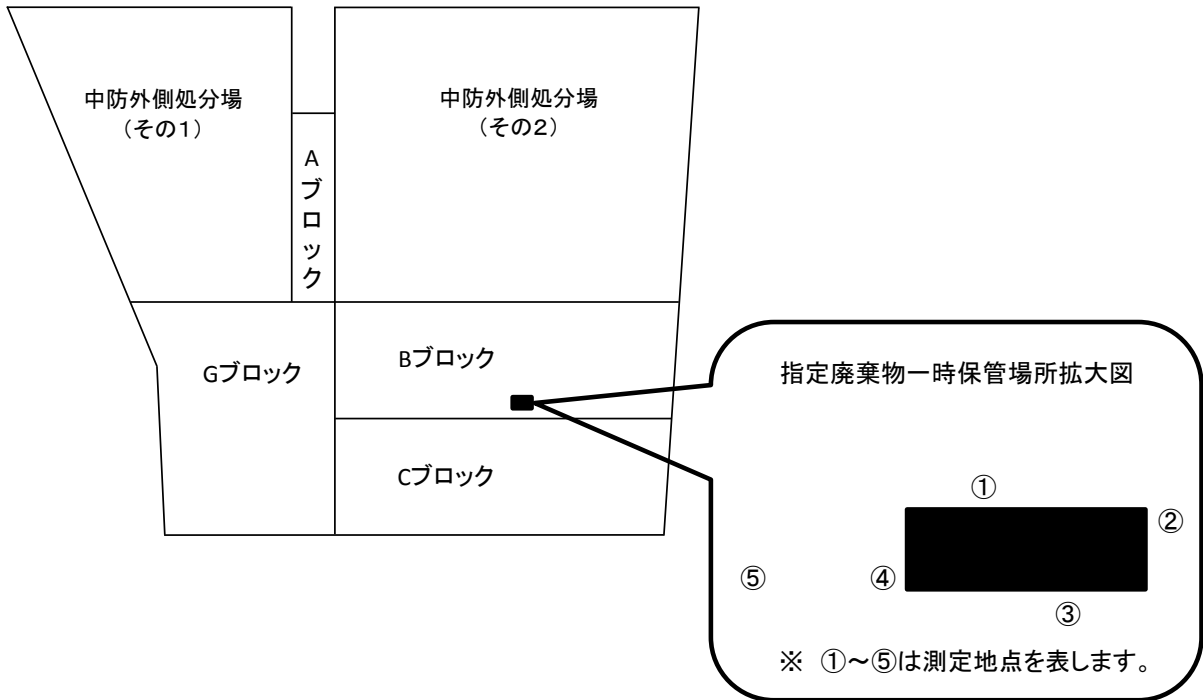 中防外側処分場
（その１）
中防外側処分場
（その２）
Aブロック
Gブロック
Bブロック
Cブロック
指定廃棄物一時保管場所拡大図
①
②
③
④
⑤
※ ①～⑤は測定地点を表します。